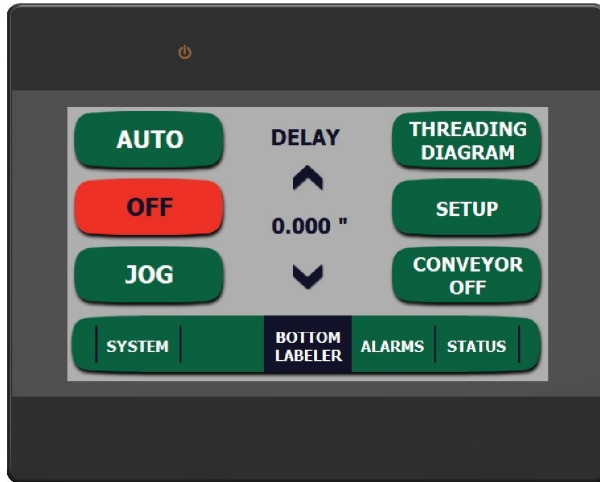 AUTO
DELAY
THREADING
DIAGRAM
OFF
0.000 "
SETUP
JOG
CONVEYOR
OFF
SYSTEM
BOTTOM
LABELER
ALARMS
STATUS